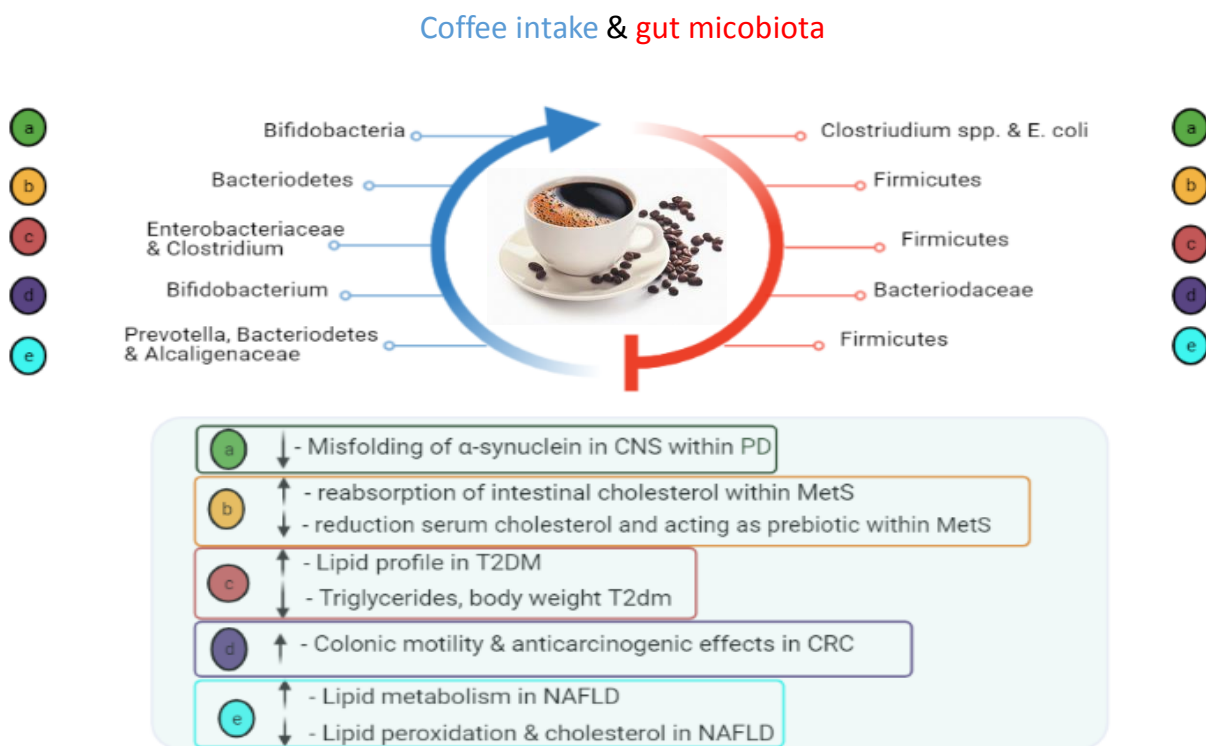 Coffee intake & gut micobiota
a
Bifidobacteria
Clostriudium spp. & E. coli
a
b
Bacteriodetes
Firmicutes
b
c
Enterobacteriaceae
& Clostridium
Firmicutes
c
d
Bifidobacterium
Bacteriodaceae
d
e
Prevotella, Bacteriodetes
& Alcaligenaceae
Firmicutes
e
a ↓ - Misfolding of α-synuclein in CNS within PD
b ↑ - reabsorption of intestinal cholesterol within MetS
↓ - reduction serum cholesterol and acting as prebiotic within MetS
c ↑ - Lipid profile in T2DM
↓ - Triglycerides, body weight T2dm
d ↑ - Colonic motility & anticarcinogenic effects in CRC
e ↑ - Lipid metabolism in NAFLD
↓ - Lipid peroxidation & cholesterol in NAFLD